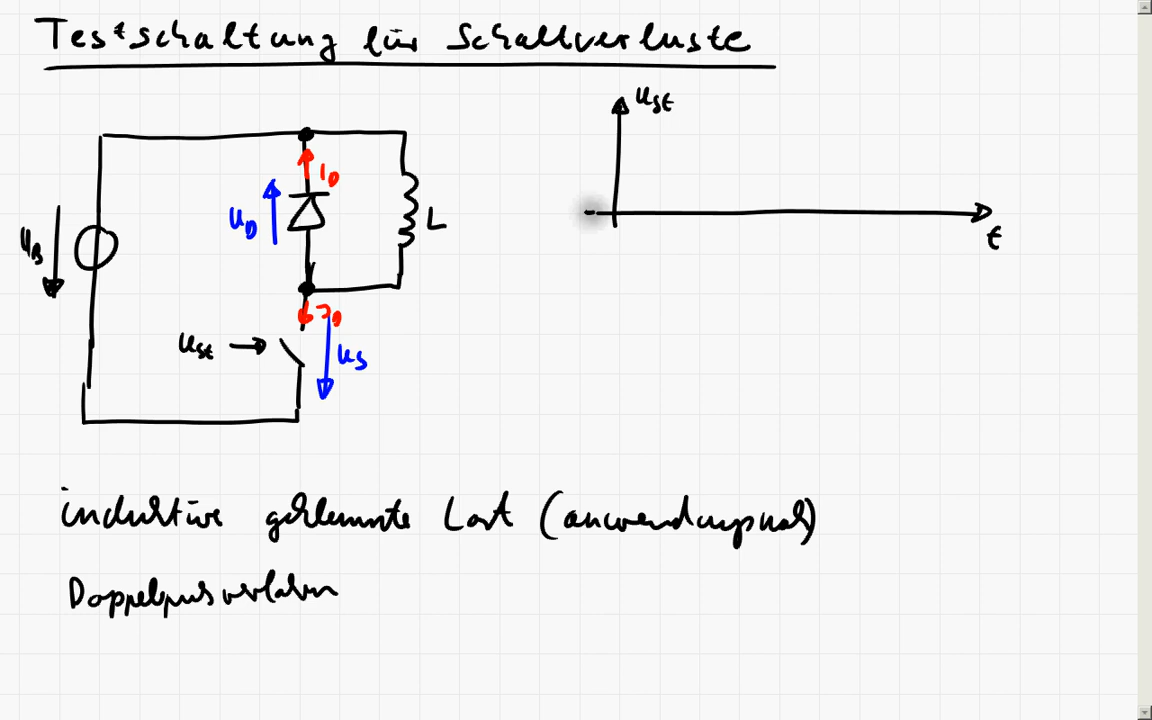 Testschaltung für Schaltverluste
u_St
i_D
u_D
L
u_B
t
i_D
u_St
u_S
induktive geklemmte Last (anwendungsnah)
Doppelpulsverfahren